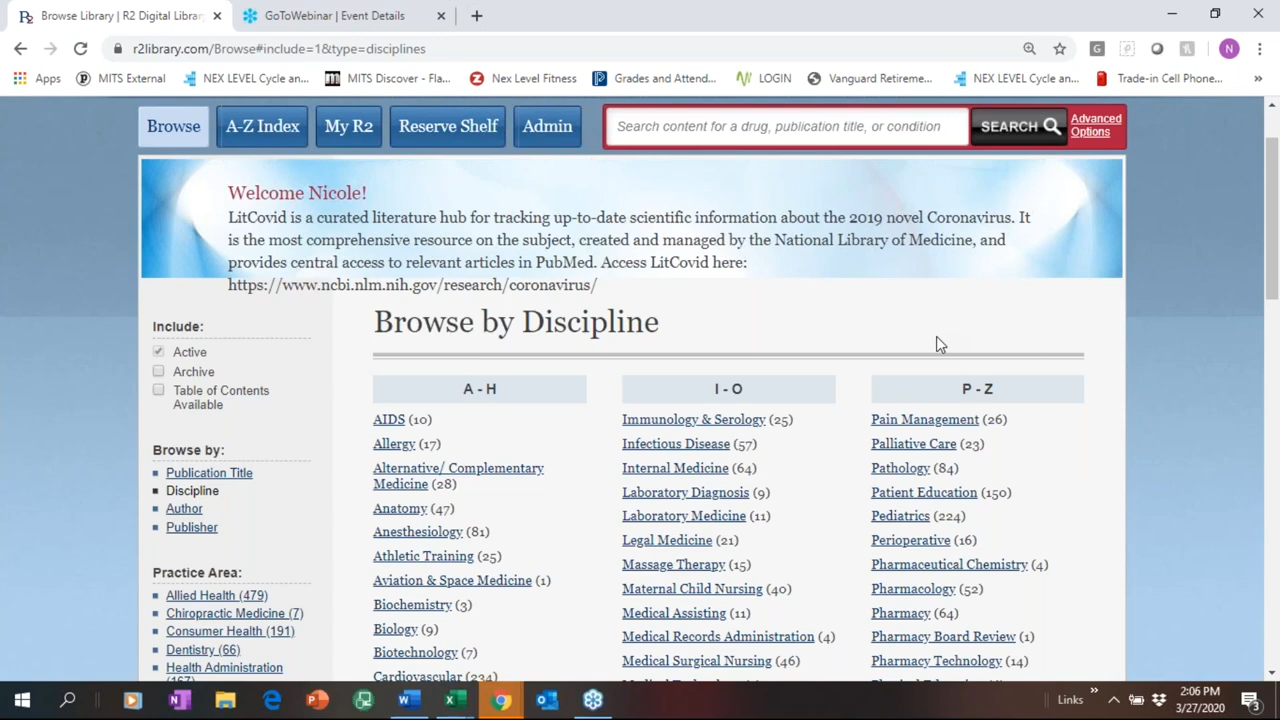 Browse Library | R2 Digital Library
GoToWebinar | Event Details
r2library.com/Browse#include=1&type=disciplines
N
Apps
MITS External
NEX LEVEL Cycle an...
MITS Discover - Fla...
Nex Level Fitness
Grades and Attend...
LOGIN
Vanguard Retireme...
NEX LEVEL Cycle an...
Trade-in Cell Phone...
Browse
A-Z Index
My R2
Reserve Shelf
Admin
Search content for a drug, publication title, or condition
SEARCH
Advanced
Options
Welcome Nicole!
LitCovid is a curated literature hub for tracking up-to-date scientific information about the 2019 novel Coronavirus. It
is the most comprehensive resource on the subject, created and managed by the National Library of Medicine, and
provides central access to relevant articles in PubMed. Access LitCovid here:
https://www.ncbi.nlm.nih.gov/research/coronavirus/
Include:
Active
Archive
Table of Contents
Available
Browse by:
Publication Title
Discipline
Author
Publisher
Practice Area:
Allied Health (479)
Chiropractic Medicine (7)
Consumer Health (191)
Dentistry (66)
Health Administration
(167)
Browse by Discipline
A - H
AIDS (10)
Allergy (17)
Alternative/ Complementary
Medicine (28)
Anatomy (47)
Anesthesiology (81)
Athletic Training (25)
Aviation & Space Medicine (1)
Biochemistry (3)
Biology (9)
Biotechnology (7)
Cardiovascular (234)
I - O
Immunology & Serology (25)
Infectious Disease (57)
Internal Medicine (64)
Laboratory Diagnosis (9)
Laboratory Medicine (11)
Legal Medicine (21)
Massage Therapy (15)
Maternal Child Nursing (40)
Medical Assisting (11)
Medical Records Administration (4)
Medical Surgical Nursing (46)
P - Z
Pain Management (26)
Palliative Care (23)
Pathology (84)
Patient Education (150)
Pediatrics (224)
Perioperative (16)
Pharmaceutical Chemistry (4)
Pharmacology (52)
Pharmacy (64)
Pharmacy Board Review (1)
Pharmacy Technology (14)
Links
2:06 PM
3/27/2020
3